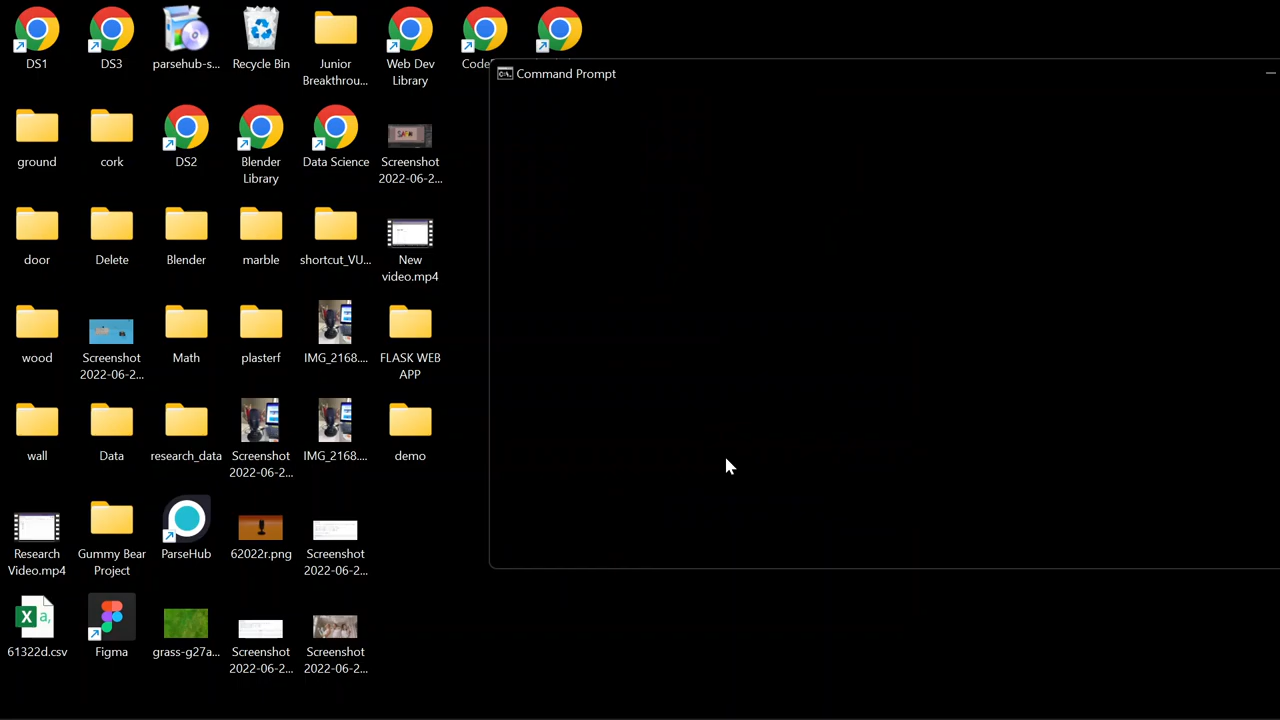 DS1
DS3
parsehub-s...
Recycle Bin
Junior
Breakthrou...
Web Dev
Library
Code
Command Prompt
ground
cork
DS2
Blender
Library
Data Science
Screenshot
2022-06-2...
door
Delete
Blender
marble
shortcut_VU...
New
video.mp4
wood
Screenshot
2022-06-2...
Math
plasterf
IMG_2168....
FLASK WEB
APP
wall
Data
research_data
Screenshot
2022-06-2...
IMG_2168....
demo
Research
Video.mp4
Gummy Bear
Project
ParseHub
62022r.png
Screenshot
2022-06-2...
61322d.csv
Figma
grass-g27a...
Screenshot
2022-06-2...
Screenshot
2022-06-2...